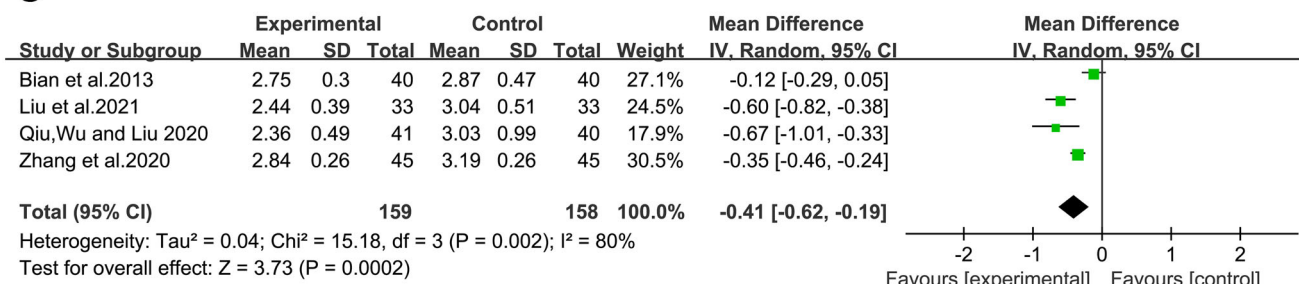 Experimental Control Mean Difference Mean Difference
Study or Subgroup Mean SD Total Mean SD Total Weight IV, Random, 95% CI IV, Random, 95% CI
Bian et al.2013 2.75 0.3 40 2.87 0.47 40 27.1% -0.12 [-0.29, 0.05]
Liu et al.2021 2.44 0.39 33 3.04 0.51 33 24.5% -0.60 [-0.82, -0.38]
Qiu,Wu and Liu 2020 2.36 0.49 41 3.03 0.99 40 17.9% -0.67 [-1.01, -0.33]
Zhang et al.2020 2.84 0.26 45 3.19 0.26 45 30.5% -0.35 [-0.46, -0.24]
Total (95% CI) 159 158 100.0% -0.41 [-0.62, -0.19]
Heterogeneity: Tau² = 0.04; Chi² = 15.18, df = 3 (P = 0.002); I² = 80%
Test for overall effect: Z = 3.73 (P = 0.0002)
-2 -1 0 1 2
Favours [experimental] Favours [control]